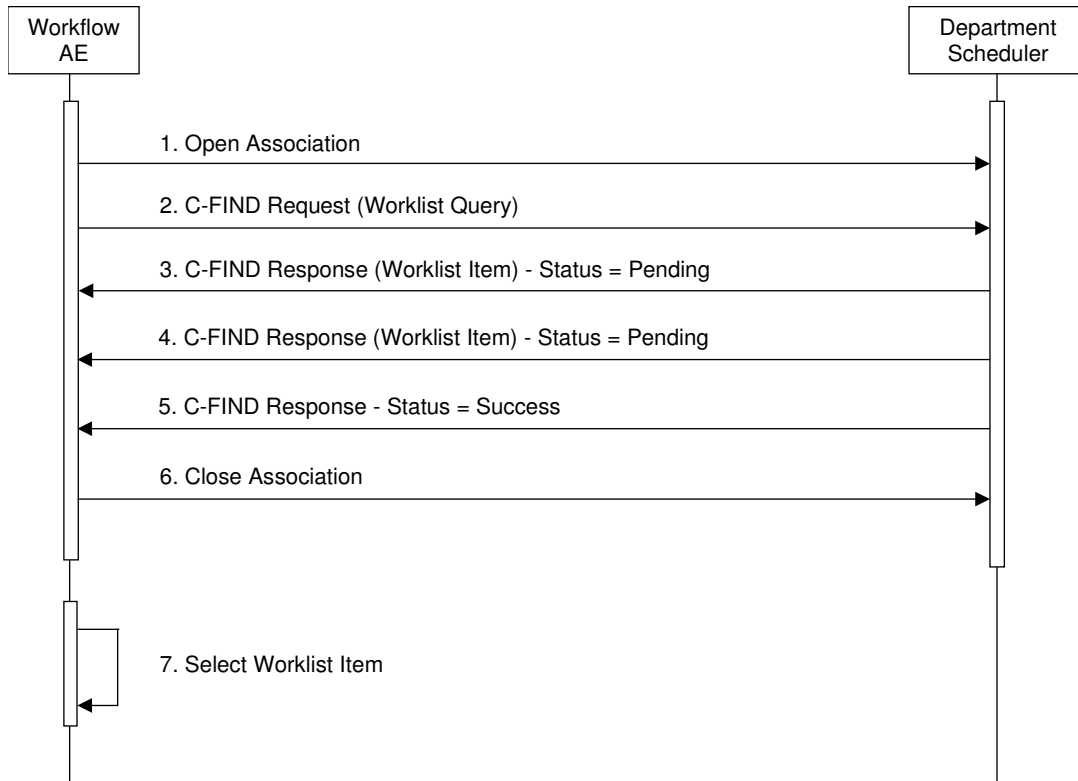 Workflow
AE
Department
Scheduler
1. Open Association
2. C-FIND Request (Worklist Query)
3. C-FIND Response (Worklist Item) - Status = Pending
4. C-FIND Response (Worklist Item) - Status = Pending
5. C-FIND Response - Status = Success
6. Close Association
7. Select Worklist Item